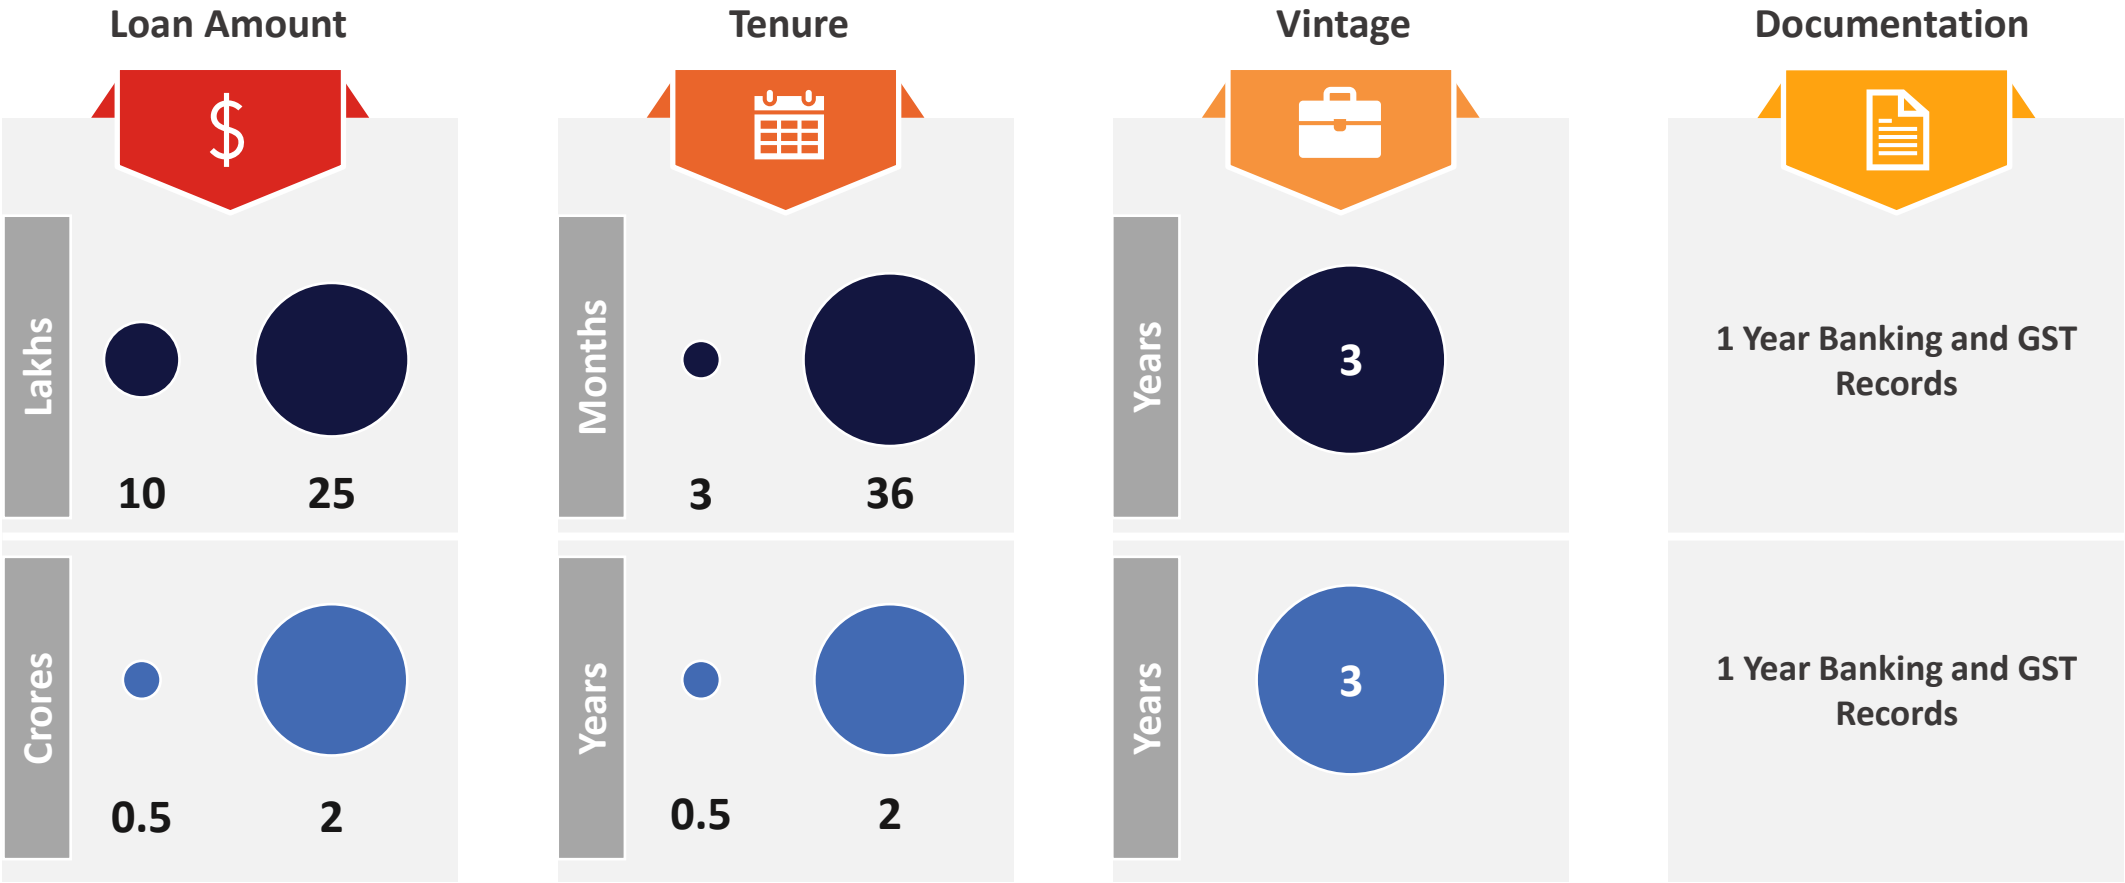 Loan Amount
Tenure
Vintage
Documentation
$
Lakhs
10
25
Months
3
36
Years
3
1 Year Banking and GST
Records
Crores
0.5
2
Years
0.5
2
Years
3
1 Year Banking and GST
Records